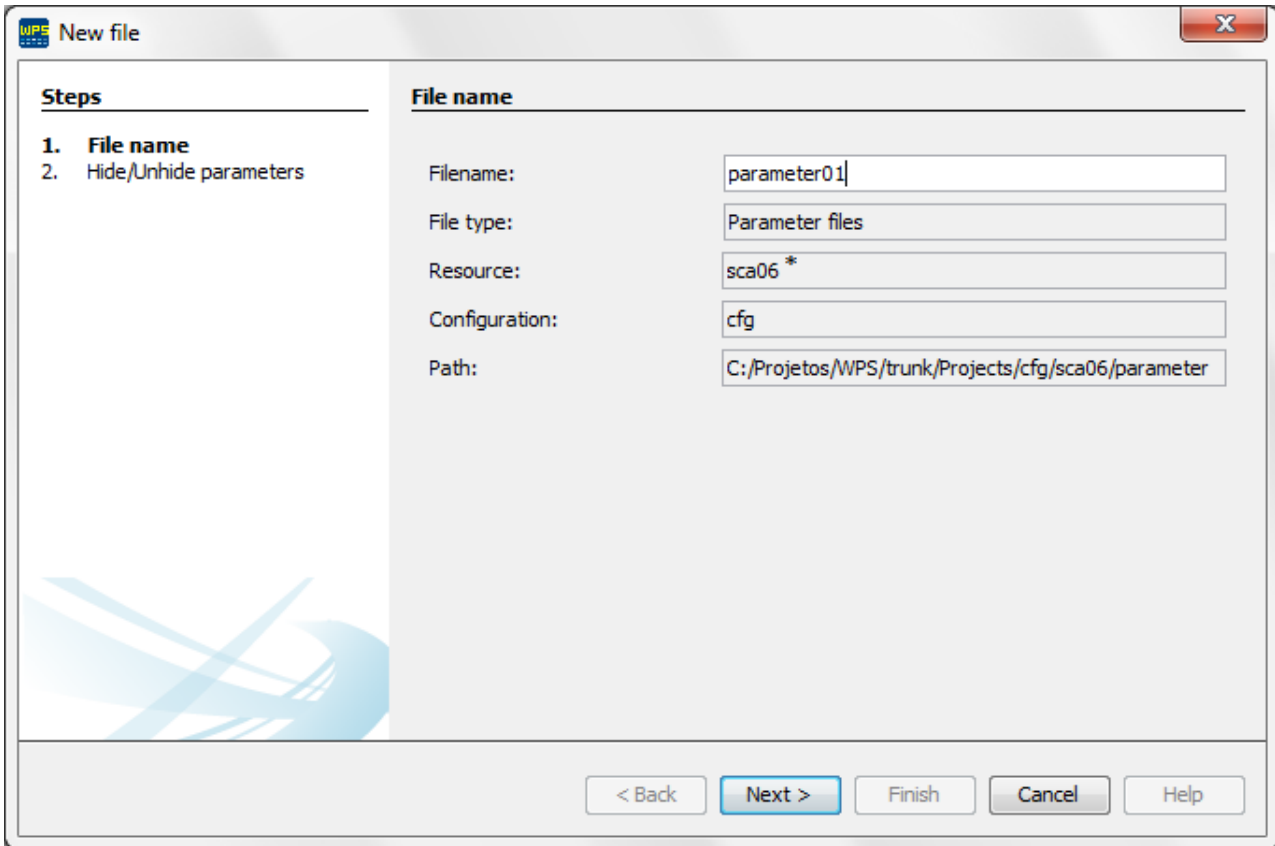 WPS New file
X
Steps
1. File name
2. Hide/Unhide parameters
File name
Filename: parameter01
File type: Parameter files
Resource: sca06 *
Configuration: cfg
Path: C:/Projetos/WPS/trunk/Projects/cfg/sca06/parameter
< Back Next > Finish Cancel Help